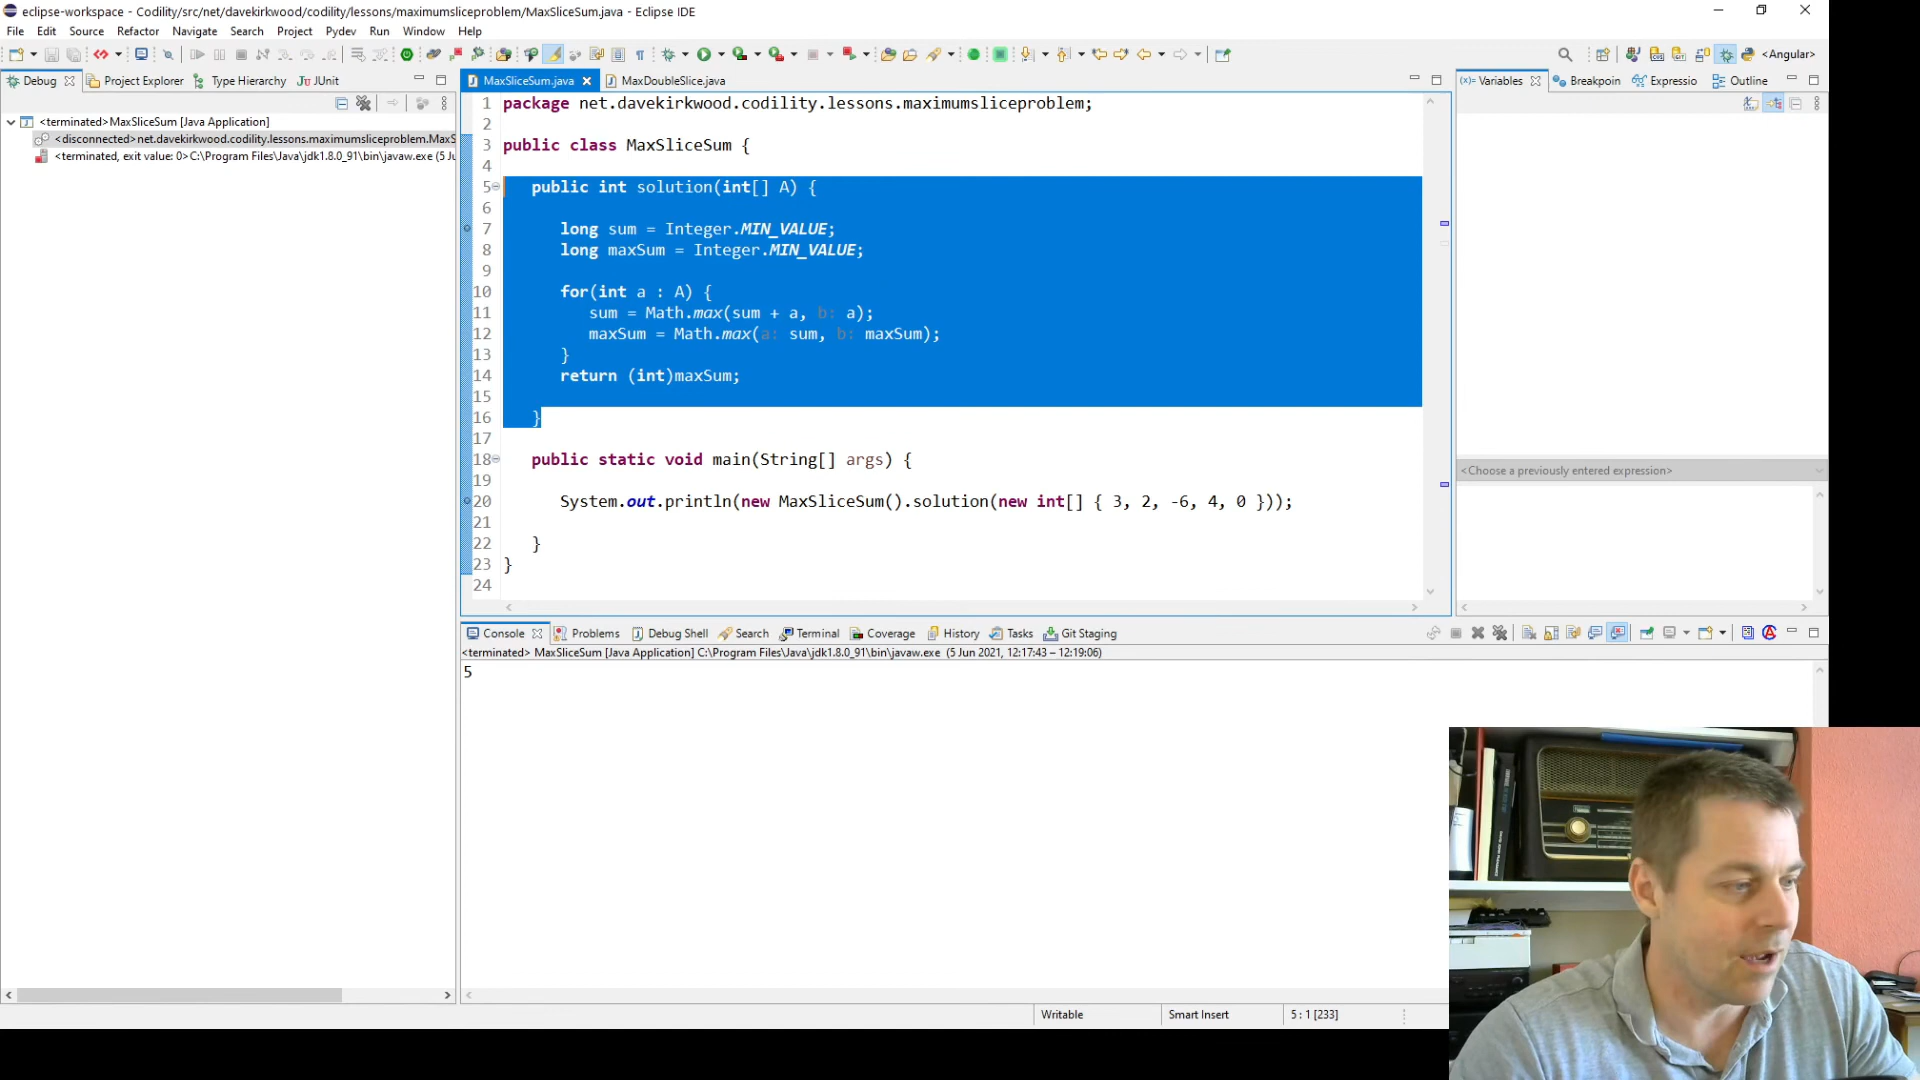 eclipse-workspace - Codility/src/net/davekirkwood/codility/lessons/maximumsliceproblem/MaxSliceSum.java - Eclipse IDE
File Edit Source Refactor Navigate Search Project Pydev Run Window Help
<Angular>
Debug Project Explorer Type Hierarchy JUnit
MaxSliceSum.java MaxDoubleSlice.java
Variables Breakpoin Expressio Outline
<terminated>MaxSliceSum [Java Application]
<disconnected>net.davekirkwood.codility.lessons.maximumsliceproblem.MaxS
<terminated, exit value: 0>C:\Program Files\Java\jdk1.8.0_91\bin\javaw.exe (5 Ju
1 package net.davekirkwood.codility.lessons.maximumsliceproblem;
2
3 public class MaxSliceSum {
4
5 public int solution(int[] A) {
6
7 long sum = Integer.MIN_VALUE;
8 long maxSum = Integer.MIN_VALUE;
9
10 for(int a : A) {
11 sum = Math.max(sum + a, b: a);
12 maxSum = Math.max(a: sum, b: maxSum);
13 }
14 return (int)maxSum;
15
16 }
17
18 public static void main(String[] args) {
19
20 System.out.println(new MaxSliceSum().solution(new int[] { 3, 2, -6, 4, 0 }));
21
22 }
23 }
24
<Choose a previously entered expression>
Console Problems Debug Shell Search Terminal Coverage History Tasks Git Staging
<terminated> MaxSliceSum [Java Application] C:\Program Files\Java\jdk1.8.0_91\bin\javaw.exe (5 Jun 2021, 12:17:43 – 12:19:06)
5
Writable Smart Insert 5 : 1 [233]